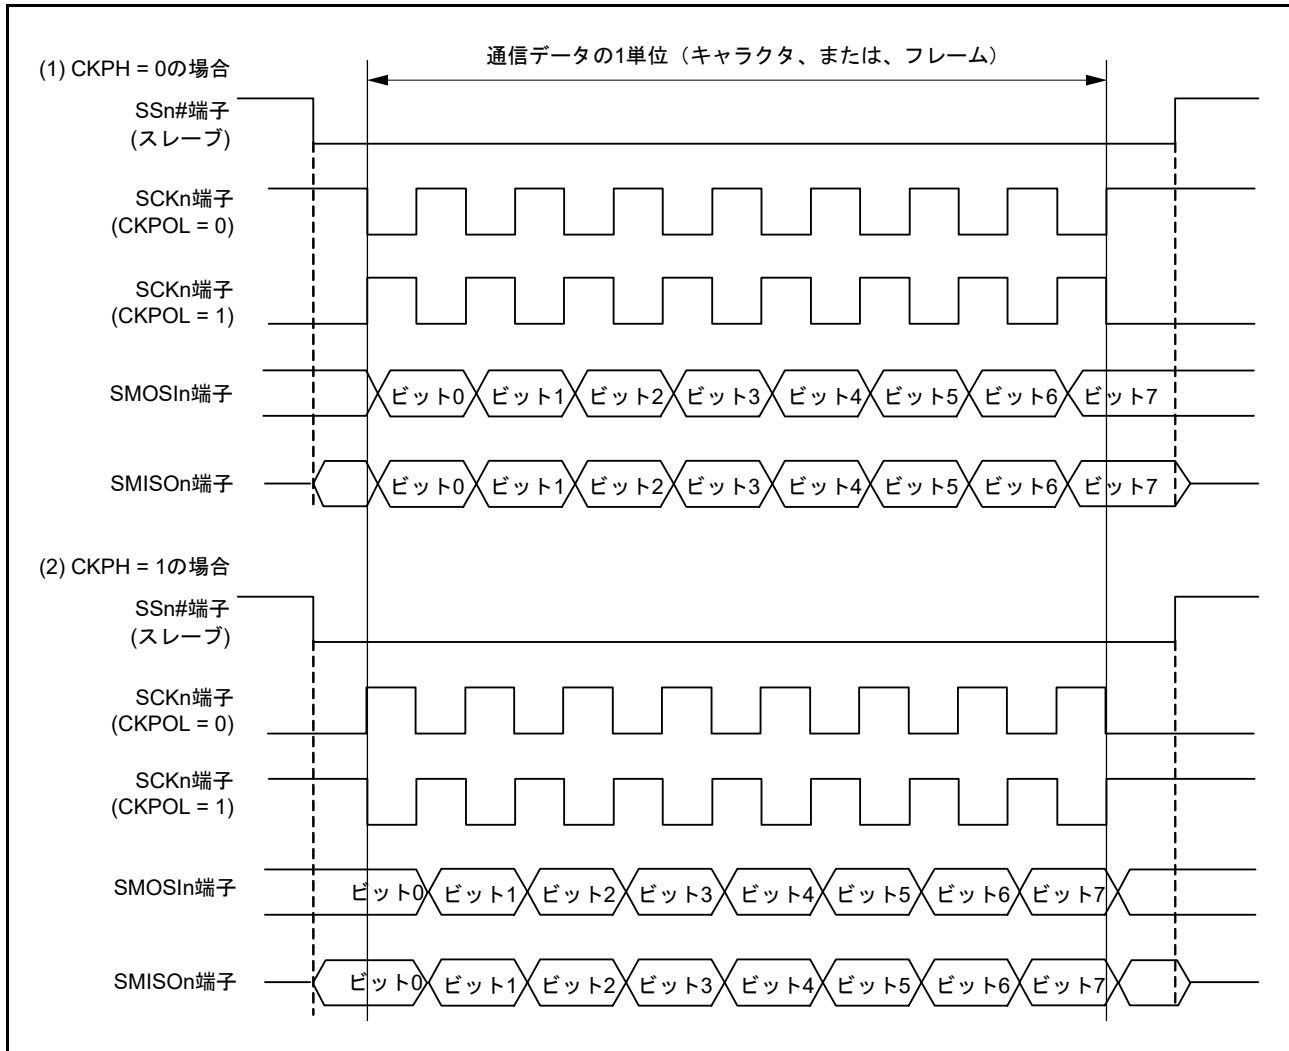 通信データの1単位（キャラクタ、または、フレーム）
(1) CKPH = 0の場合
SSn#端子
(スレーブ)
SCKn端子
(CKPOL = 0)
SCKn端子
(CKPOL = 1)
SMOSIn端子
ビット0 ビット1 ビット2 ビット3 ビット4 ビット5 ビット6 ビット7
SMISOn端子
ビット0 ビット1 ビット2 ビット3 ビット4 ビット5 ビット6 ビット7
(2) CKPH = 1の場合
SSn#端子
(スレーブ)
SCKn端子
(CKPOL = 0)
SCKn端子
(CKPOL = 1)
SMOSIn端子
ビット0 ビット1 ビット2 ビット3 ビット4 ビット5 ビット6 ビット7
SMISOn端子
ビット0 ビット1 ビット2 ビット3 ビット4 ビット5 ビット6 ビット7